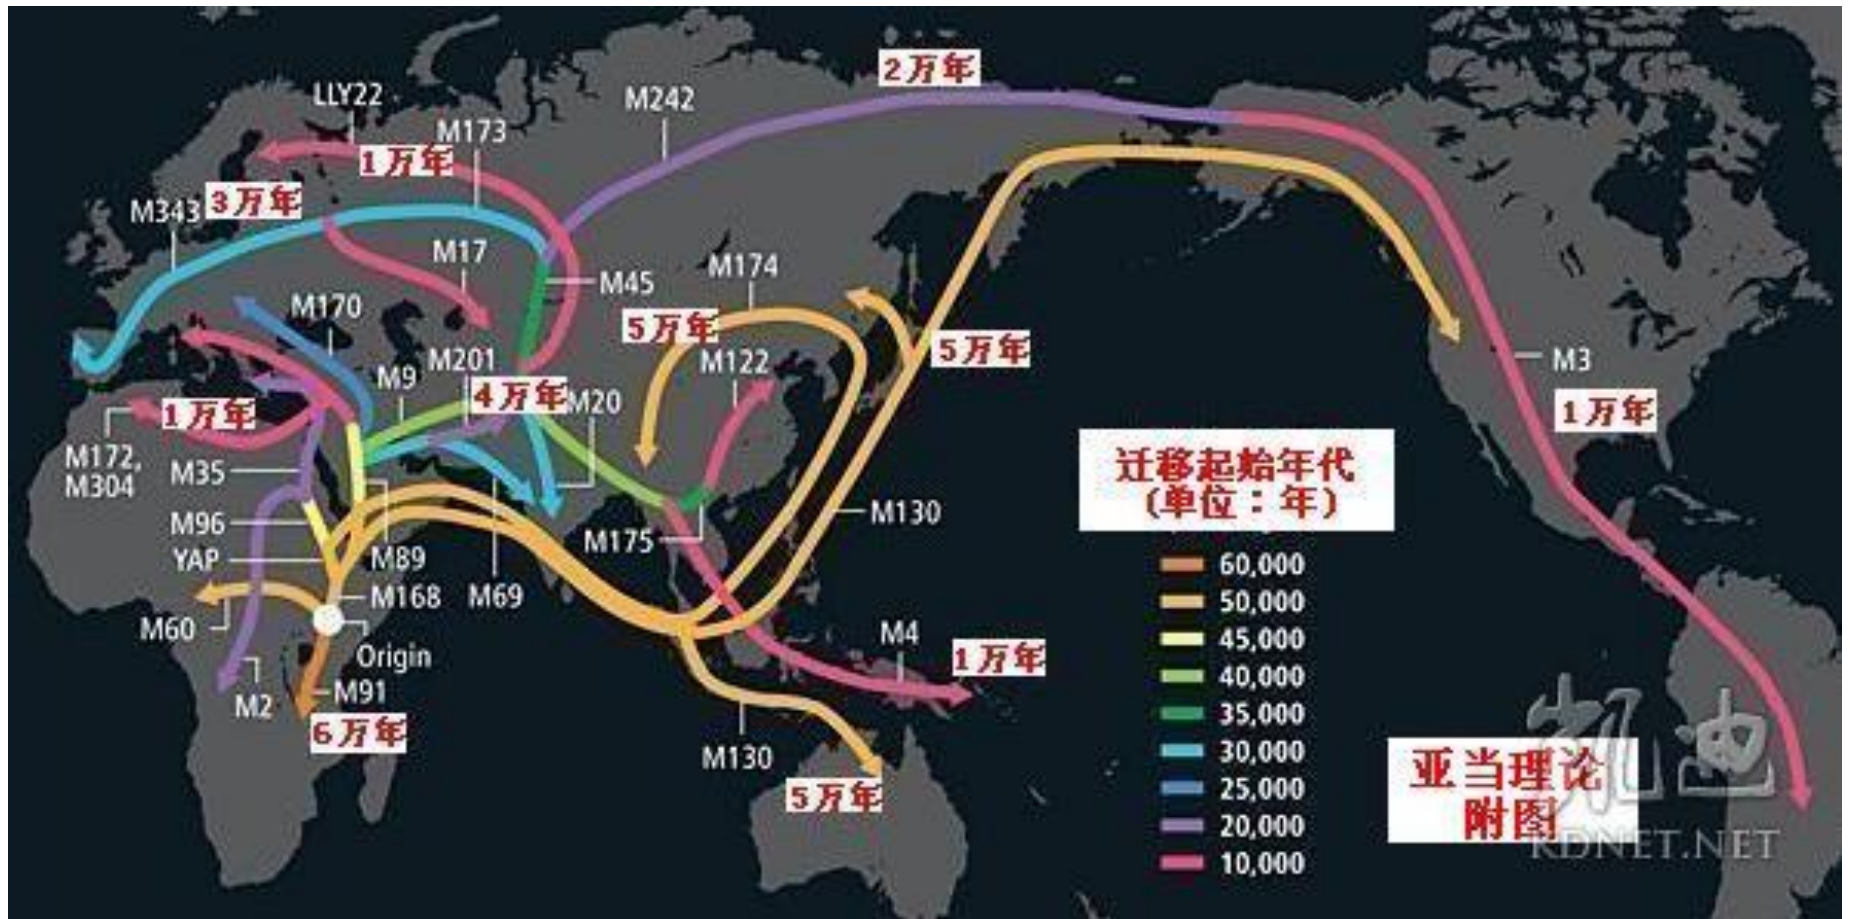 2万年
LLY22
M242
M173
1万年
3万年
M343
M17
M174
M45
M170
5万年
5万年
M201
M122
M3
M9
4万年
M20
1万年
1万年
M172,
M304
M35
迁移起始年代
(单位：年)
M96
M130
M175
YAP
M89
60,000
M168
M69
50,000
M60
M4
45,000
Origin
1万年
40,000
M91
M2
35,000
6万年
M130
30,000
5万年
25,000
20,000
10,000
亚当理论
附图
凯迪
KDNET.NET